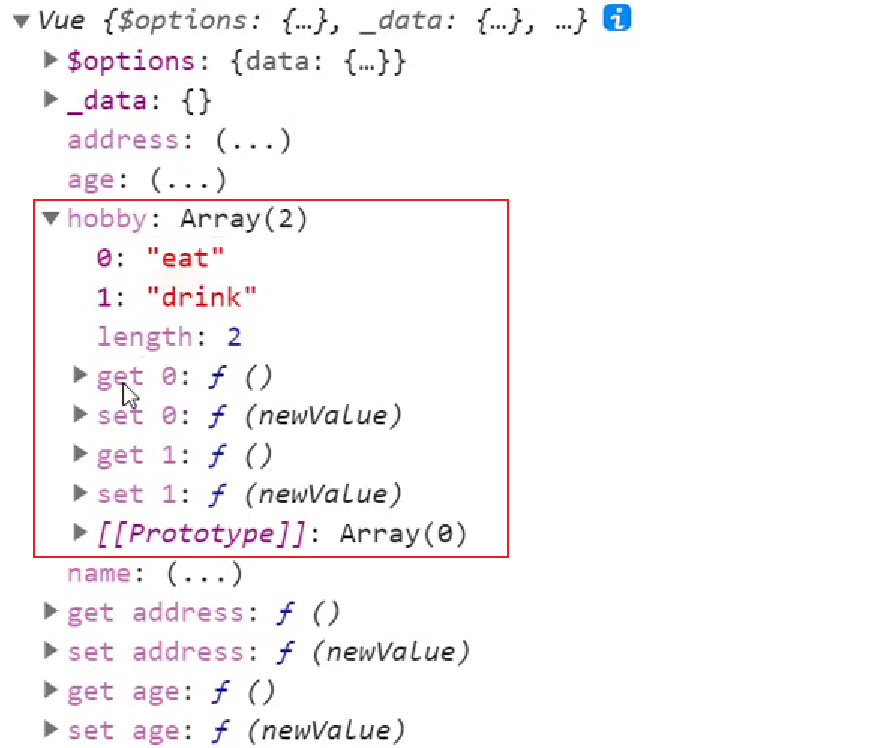 ▼Vue {$options: {…}, _data: {…}, …} i
▶$options: {data: {…}}
▶_data: {}
address: (...)
age: (...)
▼hobby: Array(2)
0: "eat"
1: "drink"
length: 2
▶get 0: ƒ ()
▶set 0: ƒ (newValue)
▶get 1: ƒ ()
▶set 1: ƒ (newValue)
▶[[Prototype]]: Array(0)
name: (...)
▶get address: ƒ ()
▶set address: ƒ (newValue)
▶get age: ƒ ()
▶set age: ƒ (newValue)